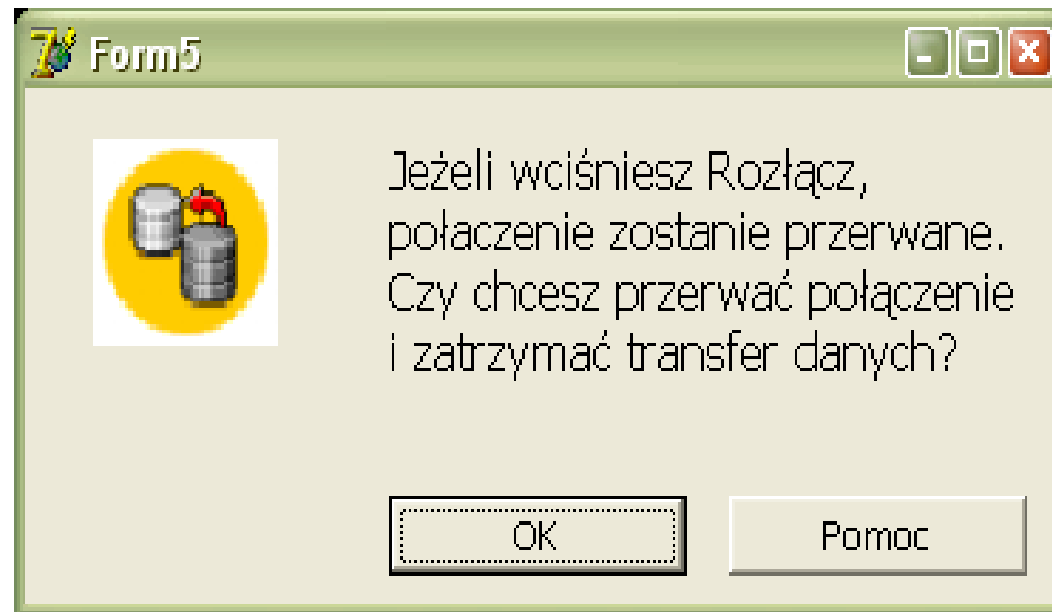 Form5
Jeżeli wciśniesz Rozłącz,
połaczenie zostanie przerwane.
Czy chcesz przerwać połączenie
i zatrzymać transfer danych?
OK
Pomoc